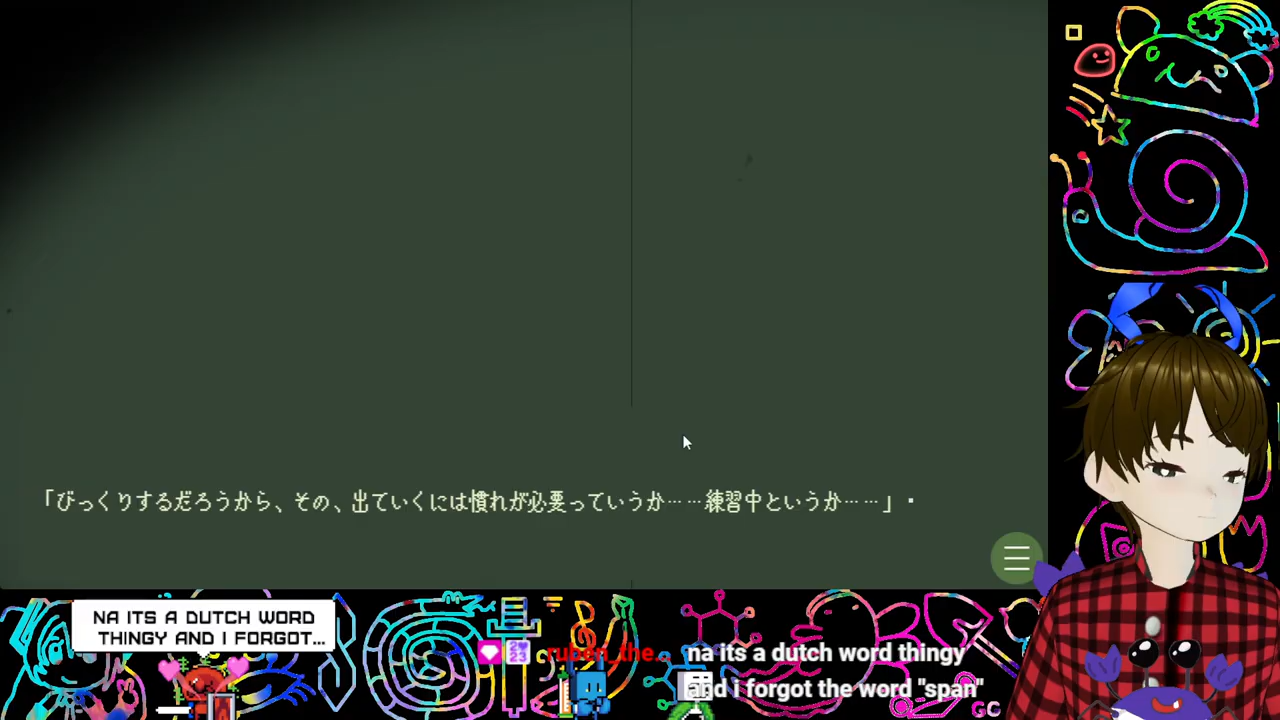 「びっくりするだろうから、その、出ていくには慣れが必要っていうか……練習中というか……」
NA ITS A DUTCH WORD
THINGY AND I FORGOT...
ruben_the... na its a dutch word thingy
and i forgot the word "span"
GO